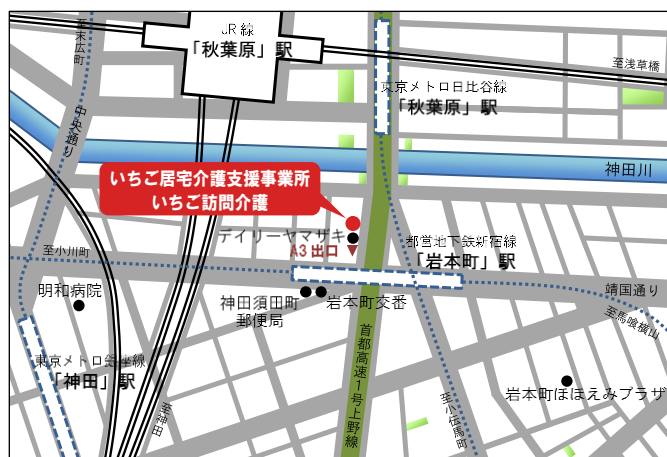 JR線
「秋葉原」駅
至末広町
至浅草橋
東京メトロ日比谷線
「秋葉原」駅
中央通り
神田川
いちご居宅介護支援事業所
いちご訪問介護
デイリーヤマザキ
A3出口
至小川町
都営地下鉄新宿線
「岩本町」駅
明和病院
神田須田町
郵便局
岩本町交番
靖国通り
至馬喰横山
首都高速1号上野線
東京メトロ銀座線
「神田」駅
至神田
至小伝馬町
岩本町ほほえみプラザ